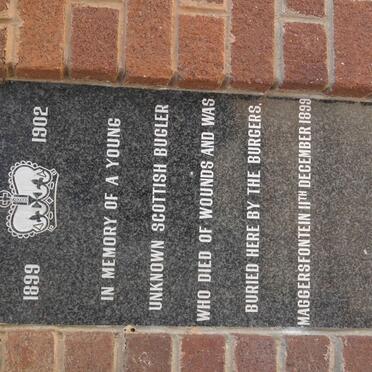 1899 1902
IN MEMORY OF A YOUNG
UNKNOWN SCOTTISH BUGLER
WHO DIED OF WOUNDS AND WAS
BURIED HERE BY THE BURGERS.
MAGGERSFONTEIN 11TH DECEMBER 1899